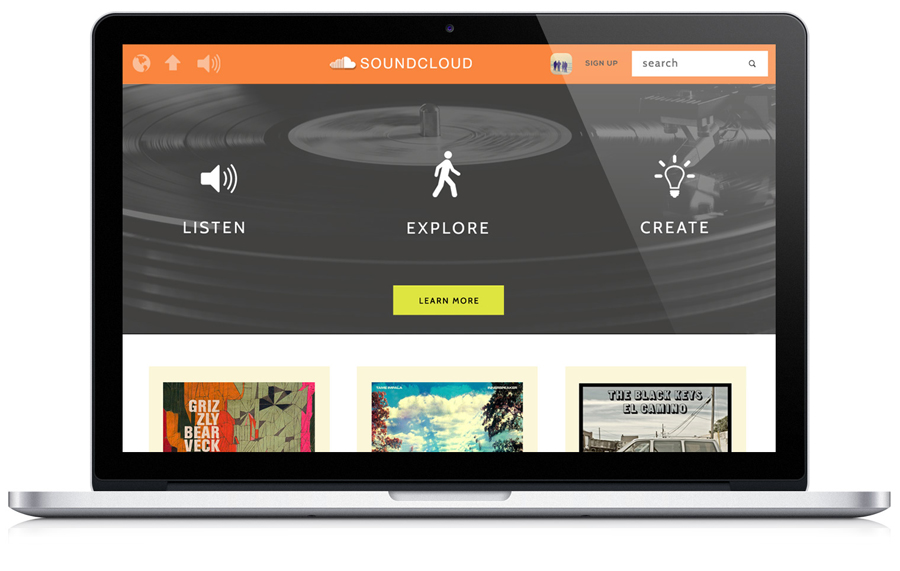 SOUNDCLOUD
SIGN UP
search
LISTEN
EXPLORE
CREATE
LEARN MORE
GRIZ
ZLY
BEAR
VECK
TAME IMPALA
INNERSPEAKER
THE BLACK KEYS
EL CAMINO